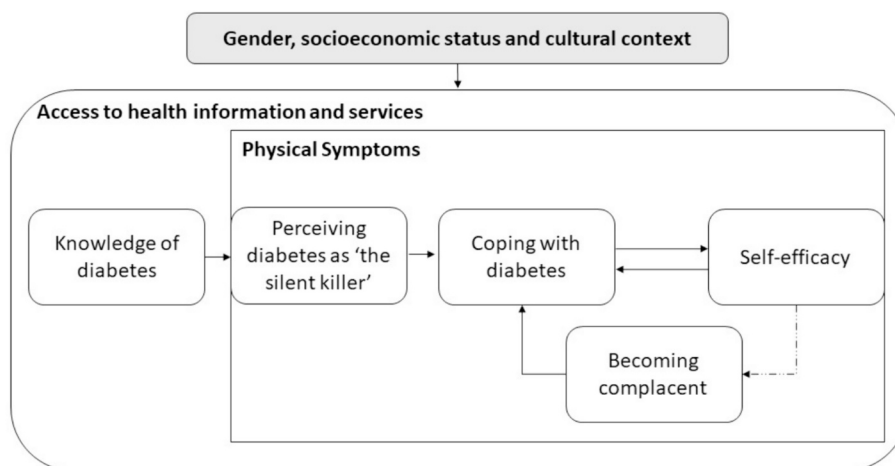 Gender, socioeconomic status and cultural context
Access to health information and services
Physical Symptoms
Knowledge of
diabetes
Perceiving
diabetes as ‘the
silent killer’
Coping with
diabetes
Self-efficacy
Becoming
complacent